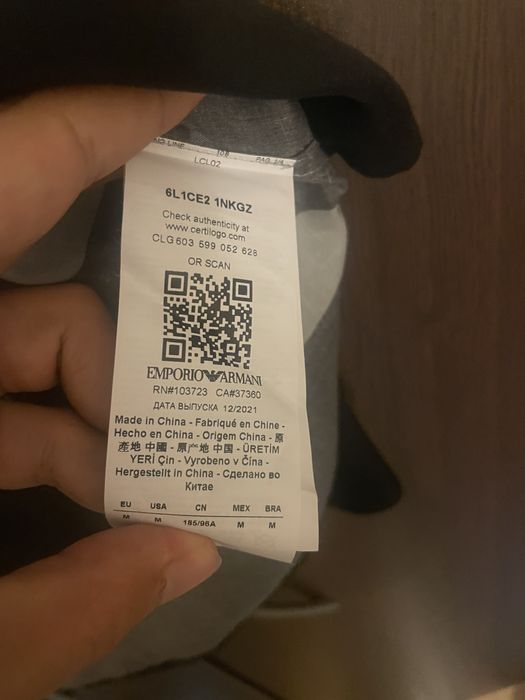 LCL02
6L1CE2 1NKGZ
Check authenticity at
www.certilogo.com
CLG 603 599 052 628
OR SCAN
EMPORIO ARMANI
RN#103723 CA#37360
ДАТА ВЫПУСКА 12/2021
Made in China - Fabriqué en Chine -
Hecho en China - Origem China - 原
產地 中國 - 原产地 中国 - ÜRETİM
YERİ Çin - Vyrobeno v Čína -
Hergestellt in China - Сделано во
Китае
EU USA CN MEX BRA
M M 185/96A M M